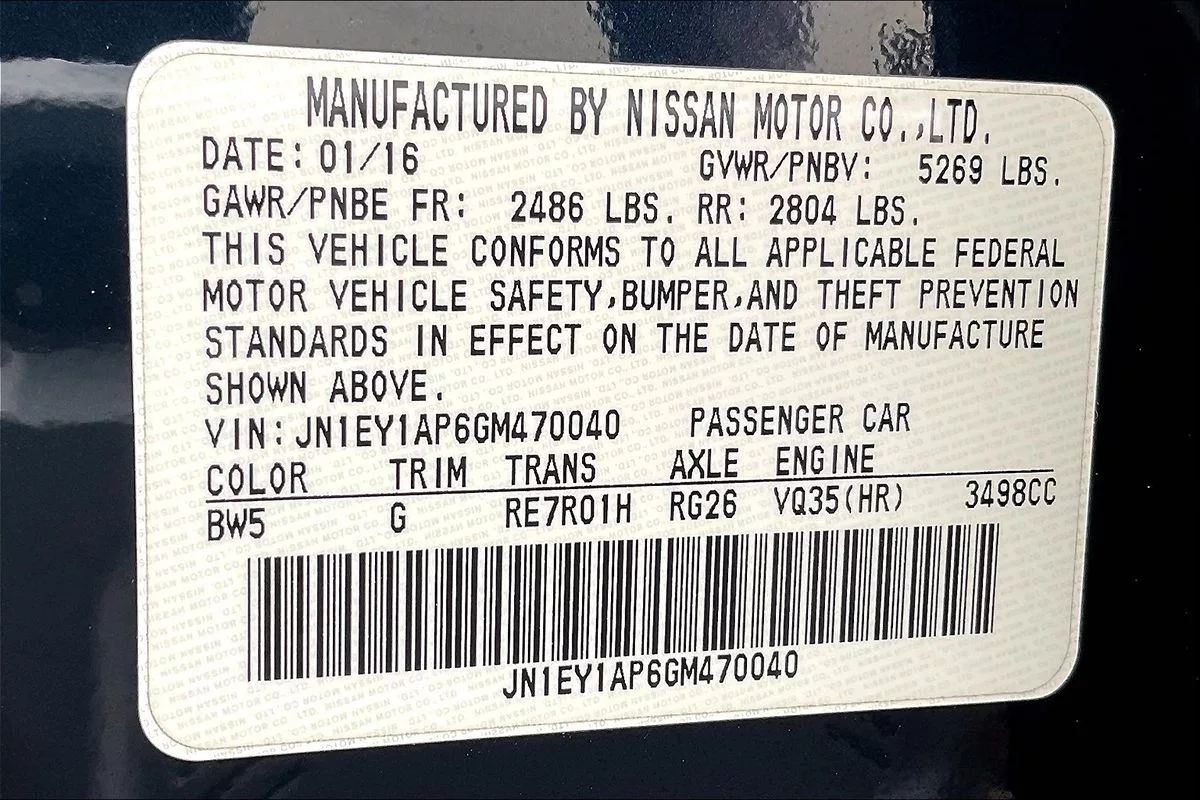 MANUFACTURED BY NISSAN MOTOR CO.,LTD.
DATE: 01/16 GVWR/PNBV: 5269 LBS.
GAWR/PNBE FR: 2486 LBS. RR: 2804 LBS.
THIS VEHICLE CONFORMS TO ALL APPLICABLE FEDERAL
MOTOR VEHICLE SAFETY,BUMPER,AND THEFT PREVENTION
STANDARDS IN EFFECT ON THE DATE OF MANUFACTURE
SHOWN ABOVE.
VIN:JN1EY1AP6GM470040 PASSENGER CAR
COLOR TRIM TRANS AXLE ENGINE
BW5 G RE7R01H RG26 VQ35(HR) 3498CC
JN1EY1AP6GM470040